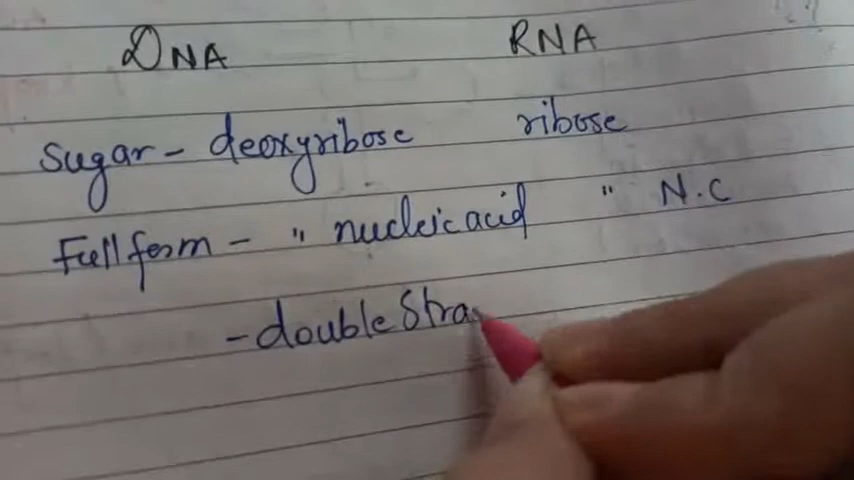 DNA RNA
Sugar - deoxyribose ribose
Full form - " nucleic acid " N.C
- double Stra